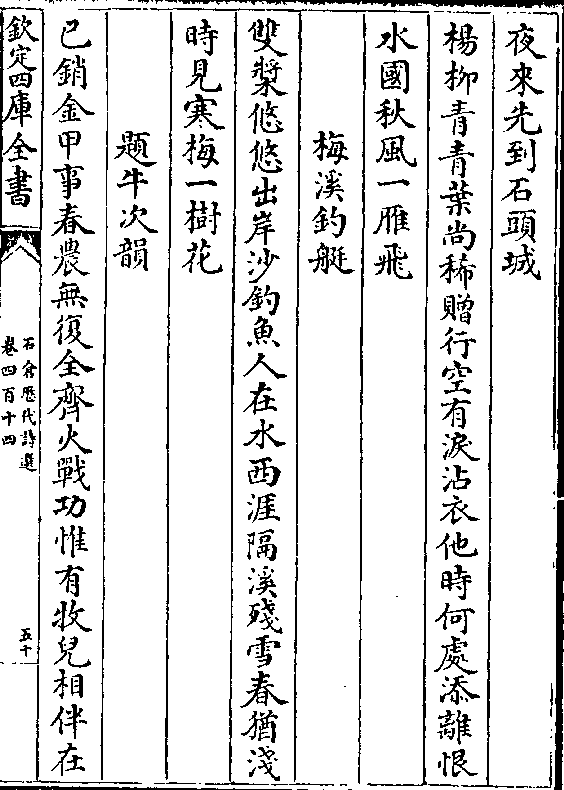 夜來先到石頭城
楊柳青青葉尚稀贈行空有淚沾衣他時何處添離恨
水國秋風一雁飛
梅溪釣艇
雙槳悠悠出岸沙釣魚人在水西涯隔溪殘雪春猶淺
時見寒梅一樹花
題牛次韻
已銷金甲事春農無復全齊火戰功惟有牧兒相伴在
欽定四庫全書
石倉歷代詩選
卷四百十四
五十